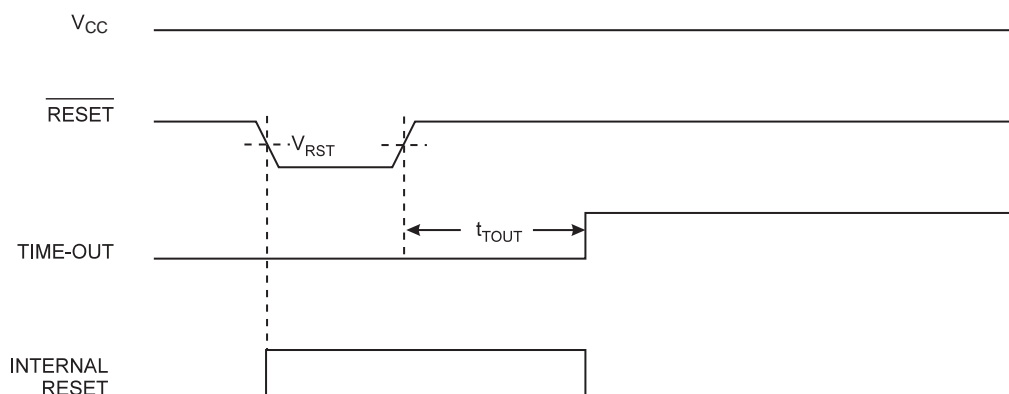 VCC
RESET
VRST
tTOUT
TIME-OUT
INTERNAL
RESET